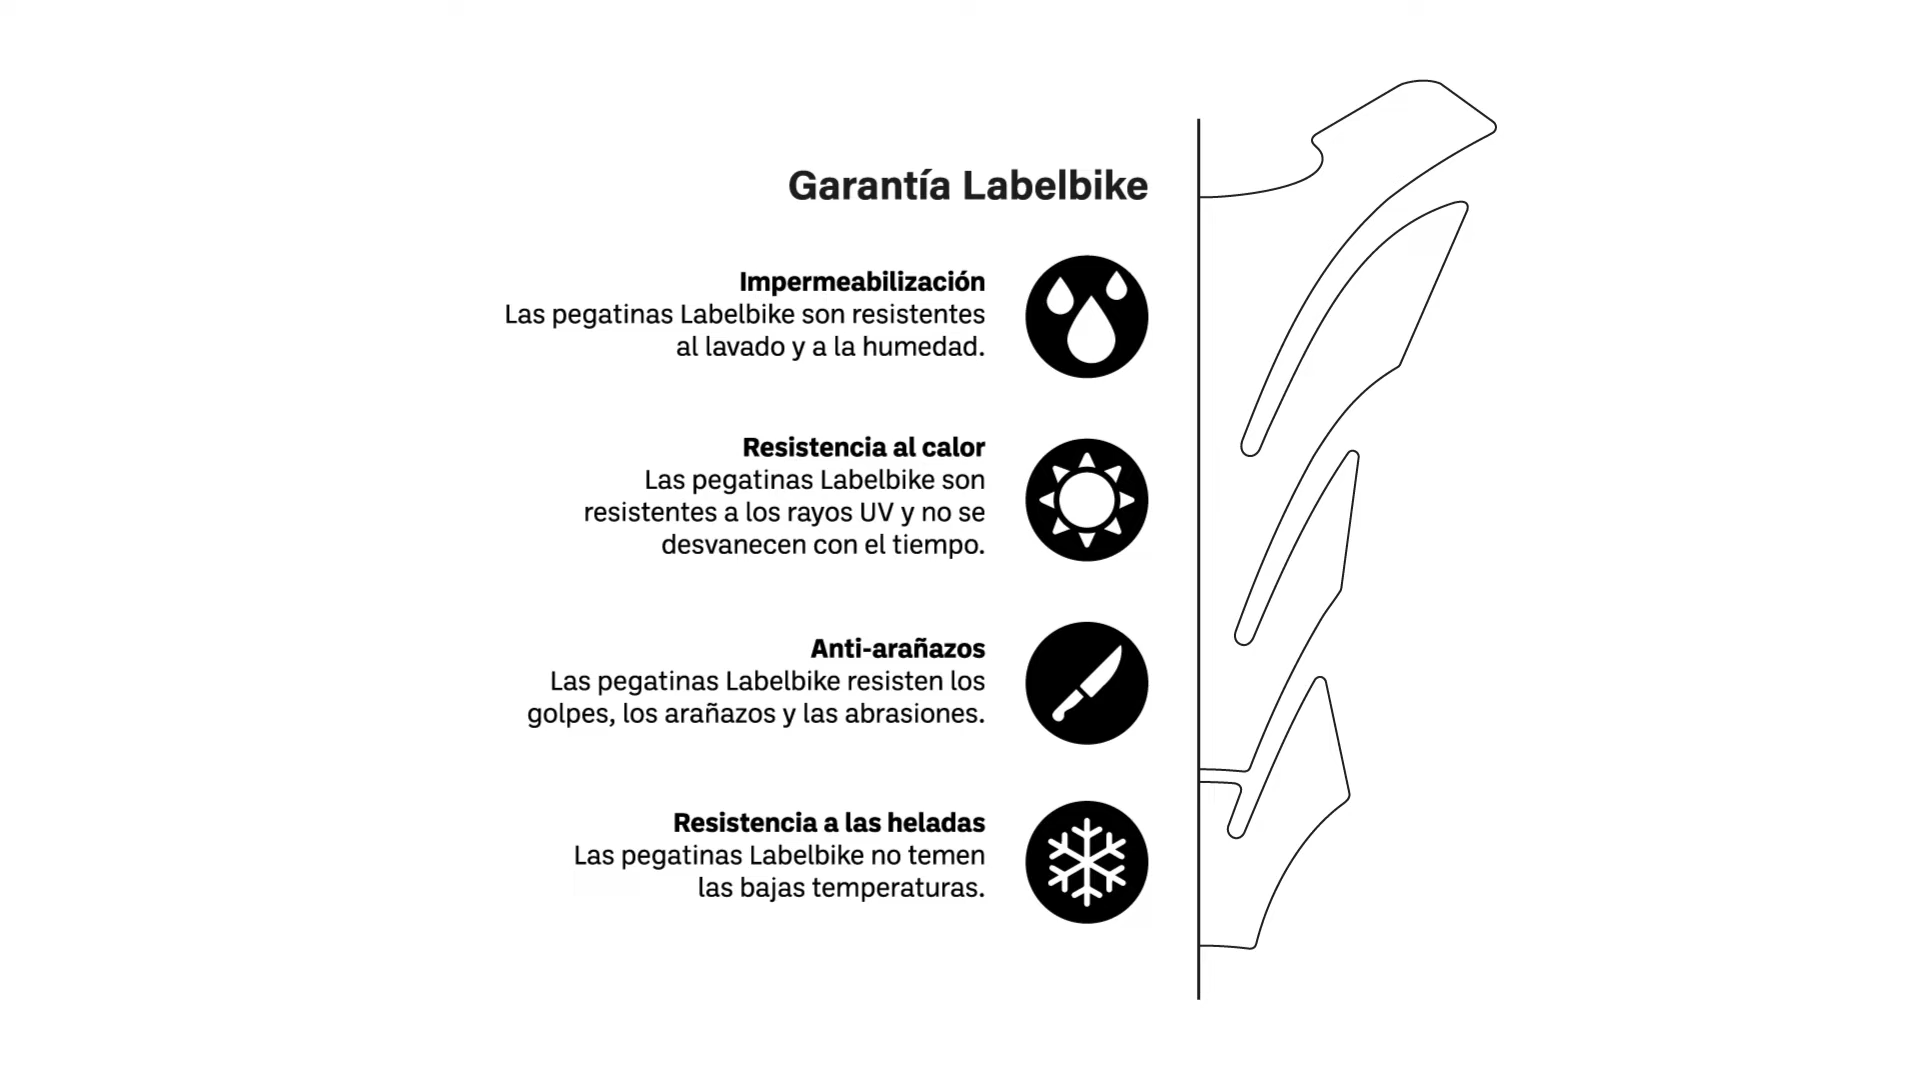 Garantía Labelbike
Impermeabilización
Las pegatinas Labelbike son resistentes
al lavado y a la humedad.
Resistencia al calor
Las pegatinas Labelbike son
resistentes a los rayos UV y no se
desvanecen con el tiempo.
Anti-arañazos
Las pegatinas Labelbike resisten los
golpes, los arañazos y las abrasiones.
Resistencia a las heladas
Las pegatinas Labelbike no temen
las bajas temperaturas.